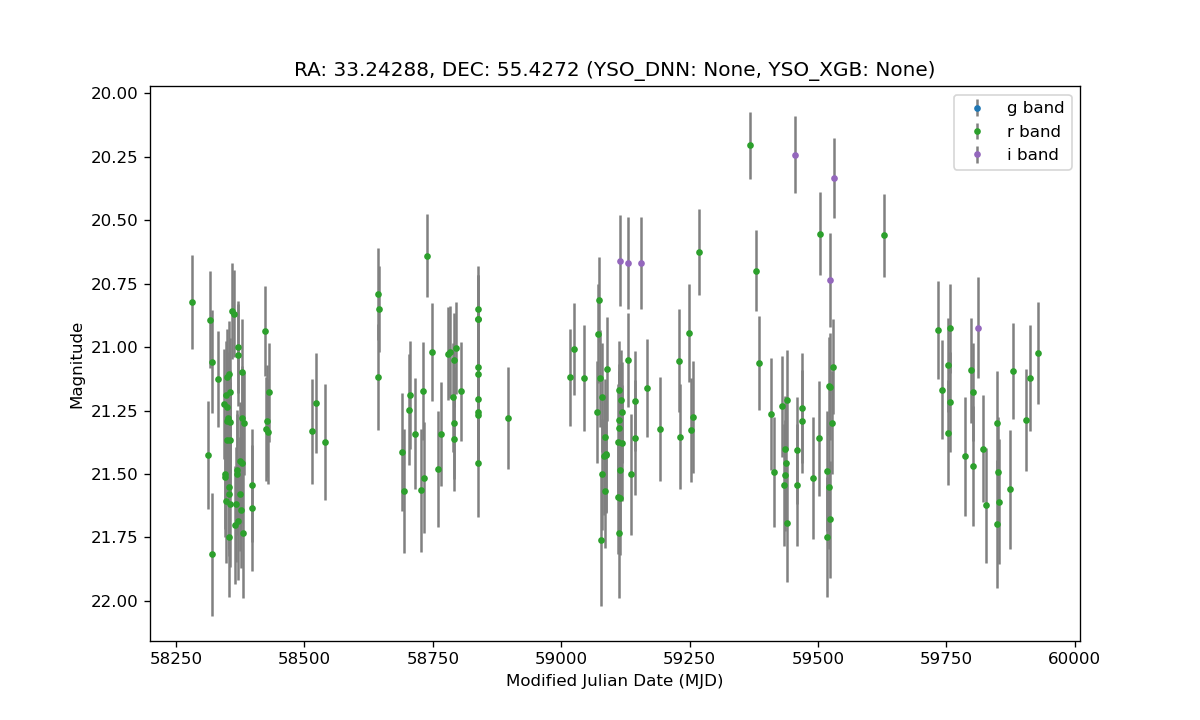 RA: 33.24288, DEC: 55.4272 (YSO_DNN: None, YSO_XGB: None)
g band
r band
i band
Magnitude
20.00
20.25
20.50
20.75
21.00
21.25
21.50
21.75
22.00
58250 58500 58750 59000 59250 59500 59750 60000
Modified Julian Date (MJD)